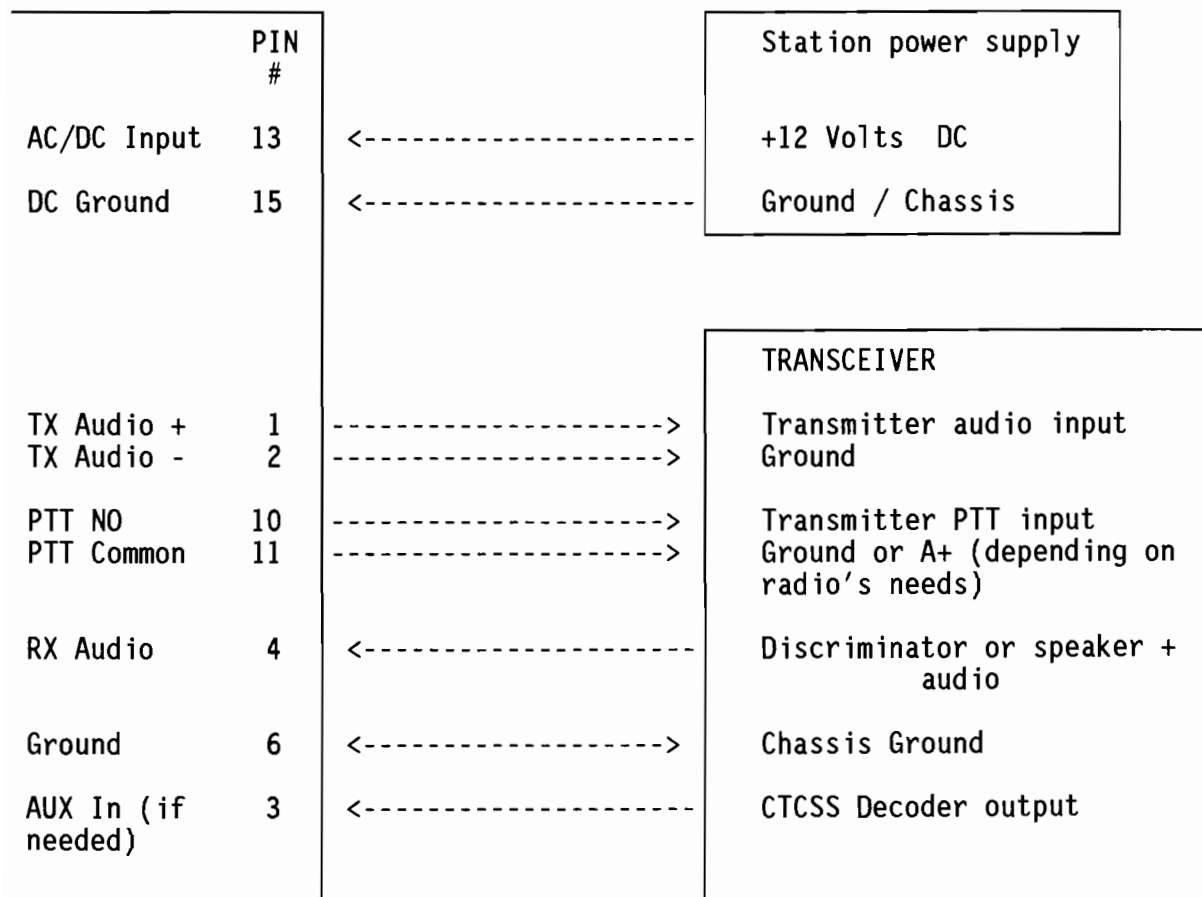 PIN Station power supply
#
AC/DC Input 13 <--------------------- +12 Volts DC
DC Ground 15 <--------------------- Ground / Chassis
TRANSCEIVER
TX Audio + 1 ---------------------> Transmitter audio input
TX Audio - 2 ---------------------> Ground
PTT NO 10 ---------------------> Transmitter PTT input
PTT Common 11 ---------------------> Ground or A+ (depending on
radio's needs)
RX Audio 4 <--------------------- Discriminator or speaker +
audio
Ground 6 <-------------------> Chassis Ground
AUX In (if 3 <--------------------- CTCSS Decoder output
needed)